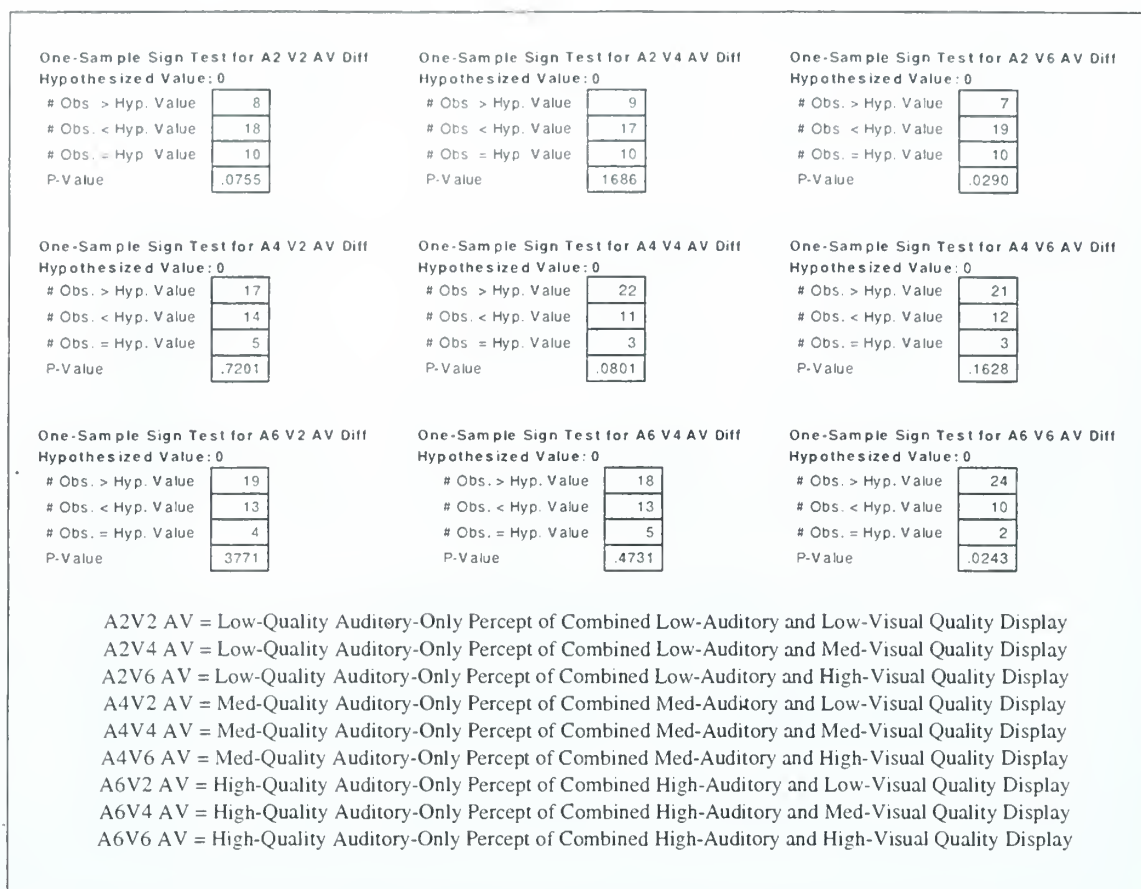 One-Sample Sign Test for A2 V2 AV Diff
Hypothesized Value: 0
# Obs > Hyp. Value 8
# Obs. < Hyp. Value 18
# Obs. = Hyp Value 10
P-Value .0755
One-Sample Sign Test for A2 V4 AV Diff
Hypothesized Value: 0
# Obs > Hyp. Value 9
# Obs < Hyp. Value 17
# Obs = Hyp Value 10
P-Value 1686
One-Sample Sign Test for A2 V6 AV Diff
Hypothesized Value: 0
# Obs. > Hyp. Value 7
# Obs < Hyp. Value 19
# Obs. = Hyp. Value 10
P-Value .0290
One-Sample Sign Test for A4 V2 AV Diff
Hypothesized Value: 0
# Obs. > Hyp. Value 17
# Obs. < Hyp. Value 14
# Obs. = Hyp. Value 5
P-Value .7201
One-Sample Sign Test for A4 V4 AV Diff
Hypothesized Value: 0
# Obs > Hyp. Value 22
# Obs. < Hyp. Value 11
# Obs = Hyp. Value 3
P-Value .0801
One-Sample Sign Test for A4 V6 AV Diff
Hypothesized Value: 0
# Obs. > Hyp. Value 21
# Obs. < Hyp. Value 12
# Obs. = Hyp. Value 3
P-Value .1628
One-Sample Sign Test for A6 V2 AV Diff
Hypothesized Value: 0
# Obs. > Hyp. Value 19
# Obs. < Hyp. Value 13
# Obs. = Hyp. Value 4
P-Value 3771
One-Sample Sign Test for A6 V4 AV Diff
Hypothesized Value: 0
# Obs. > Hyp. Value 18
# Obs. < Hyp. Value 13
# Obs. = Hyp. Value 5
P-Value .4731
One-Sample Sign Test for A6 V6 AV Diff
Hypothesized Value: 0
# Obs. > Hyp. Value 24
# Obs. < Hyp. Value 10
# Obs. = Hyp. Value 2
P-Value .0243
A2V2 AV = Low-Quality Auditory-Only Percept of Combined Low-Auditory and Low-Visual Quality Display
A2V4 AV = Low-Quality Auditory-Only Percept of Combined Low-Auditory and Med-Visual Quality Display
A2V6 AV = Low-Quality Auditory-Only Percept of Combined Low-Auditory and High-Visual Quality Display
A4V2 AV = Med-Quality Auditory-Only Percept of Combined Med-Auditory and Low-Visual Quality Display
A4V4 AV = Med-Quality Auditory-Only Percept of Combined Med-Auditory and Med-Visual Quality Display
A4V6 AV = Med-Quality Auditory-Only Percept of Combined Med-Auditory and High-Visual Quality Display
A6V2 AV = High-Quality Auditory-Only Percept of Combined High-Auditory and Low-Visual Quality Display
A6V4 AV = High-Quality Auditory-Only Percept of Combined High-Auditory and Med-Visual Quality Display
A6V6 AV = High-Quality Auditory-Only Percept of Combined High-Auditory and High-Visual Quality Display